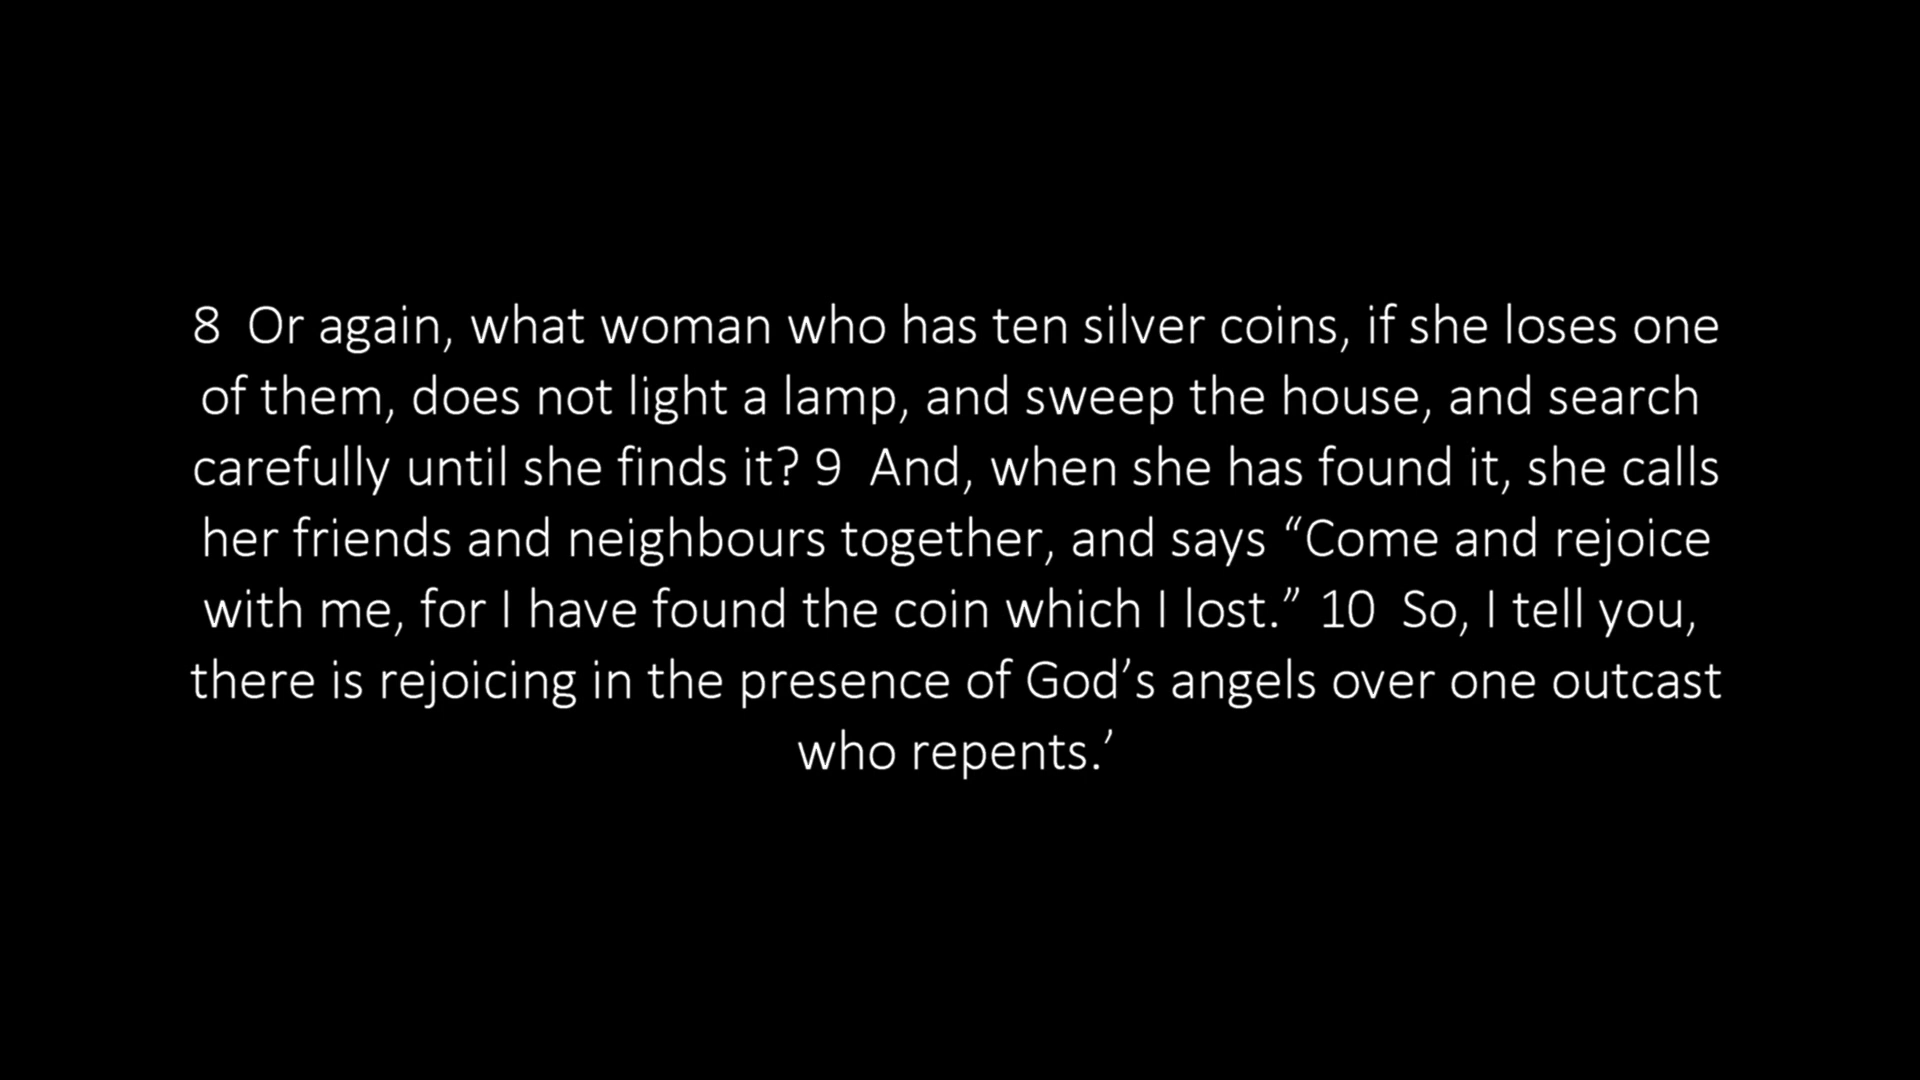 8  Or again, what woman who has ten silver coins, if she loses one
of them, does not light a lamp, and sweep the house, and search
carefully until she finds it? 9  And, when she has found it, she calls
her friends and neighbours together, and says “Come and rejoice
with me, for I have found the coin which I lost.” 10  So, I tell you,
there is rejoicing in the presence of God’s angels over one outcast
who repents.’